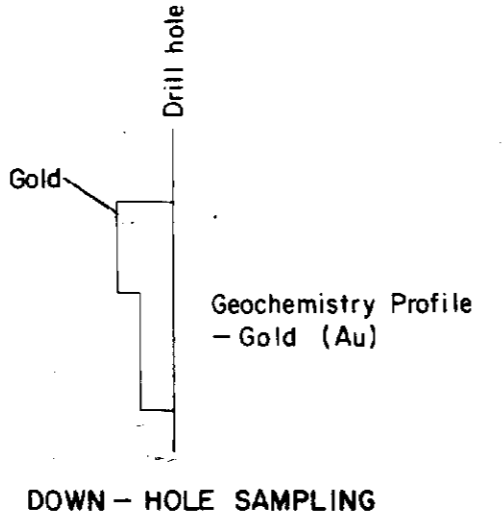 Drill hole
Gold
Geochemistry Profile
– Gold (Au)
DOWN – HOLE SAMPLING